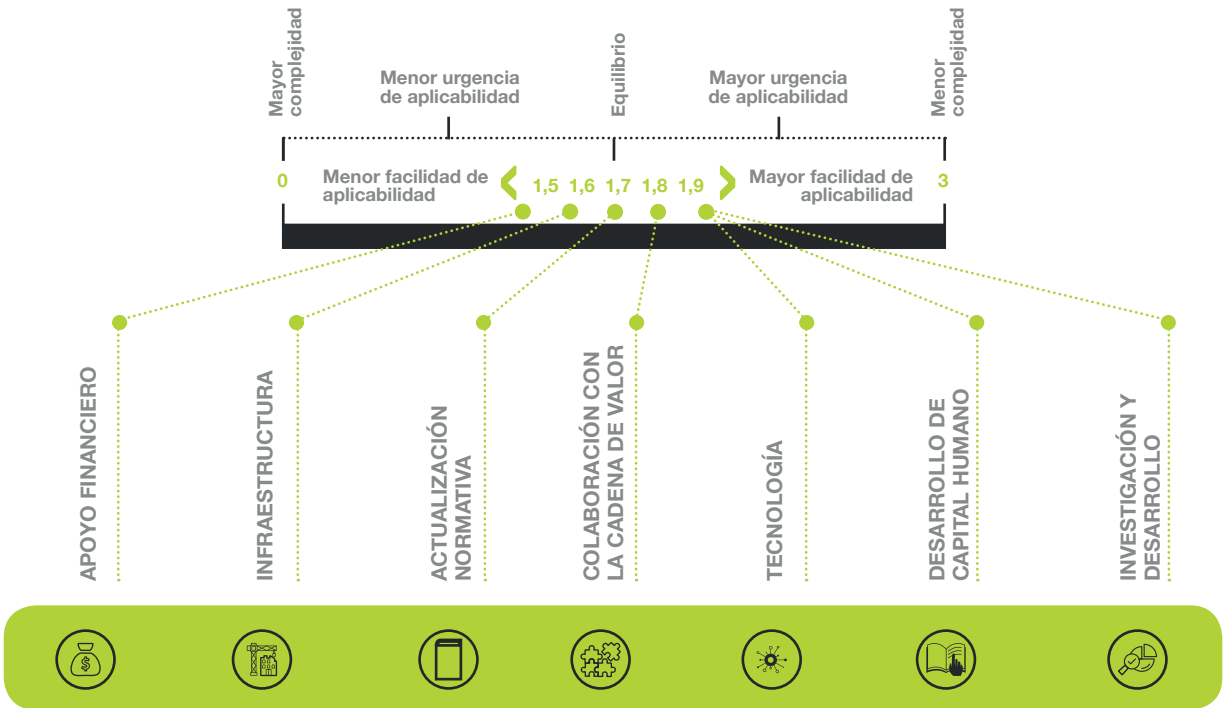 Mayor
complejidad
Menor urgencia
de aplicabilidad
Equilibrio
Mayor urgencia
de aplicabilidad
Menor
complejidad
0
Menor facilidad de
aplicabilidad
1,5 1,6 1,7 1,8 1,9
Mayor facilidad de
aplicabilidad
3
APOYO FINANCIERO
INFRAESTRUCTURA
ACTUALIZACIÓN
NORMATIVA
COLABORACIÓN CON
LA CADENA DE VALOR
TECNOLOGÍA
DESARROLLO DE
CAPITAL HUMANO
INVESTIGACIÓN Y
DESARROLLO
$